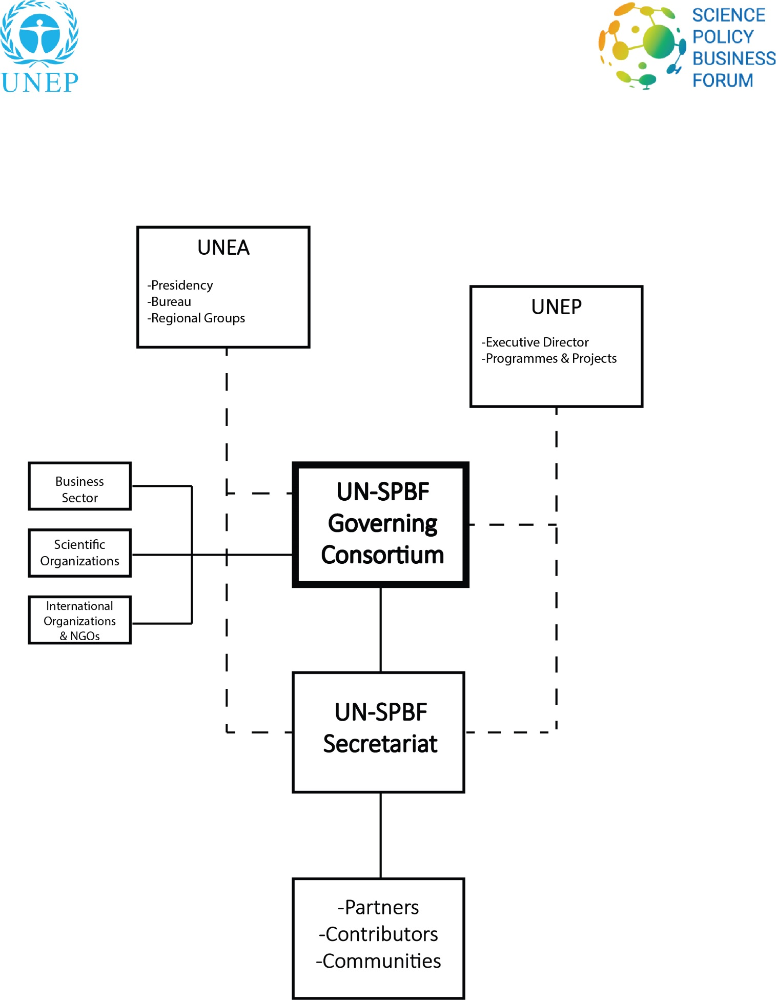 UNEP
SCIENCE
POLICY
BUSINESS
FORUM
UNEA
-Presidency
-Bureau
-Regional Groups
UNEP
-Executive Director
-Programmes & Projects
Business
Sector
Scientific
Organizations
International
Organizations
& NGOs
UN-SPBF
Governing
Consortium
UN-SPBF
Secretariat
-Partners
-Contributors
-Communities